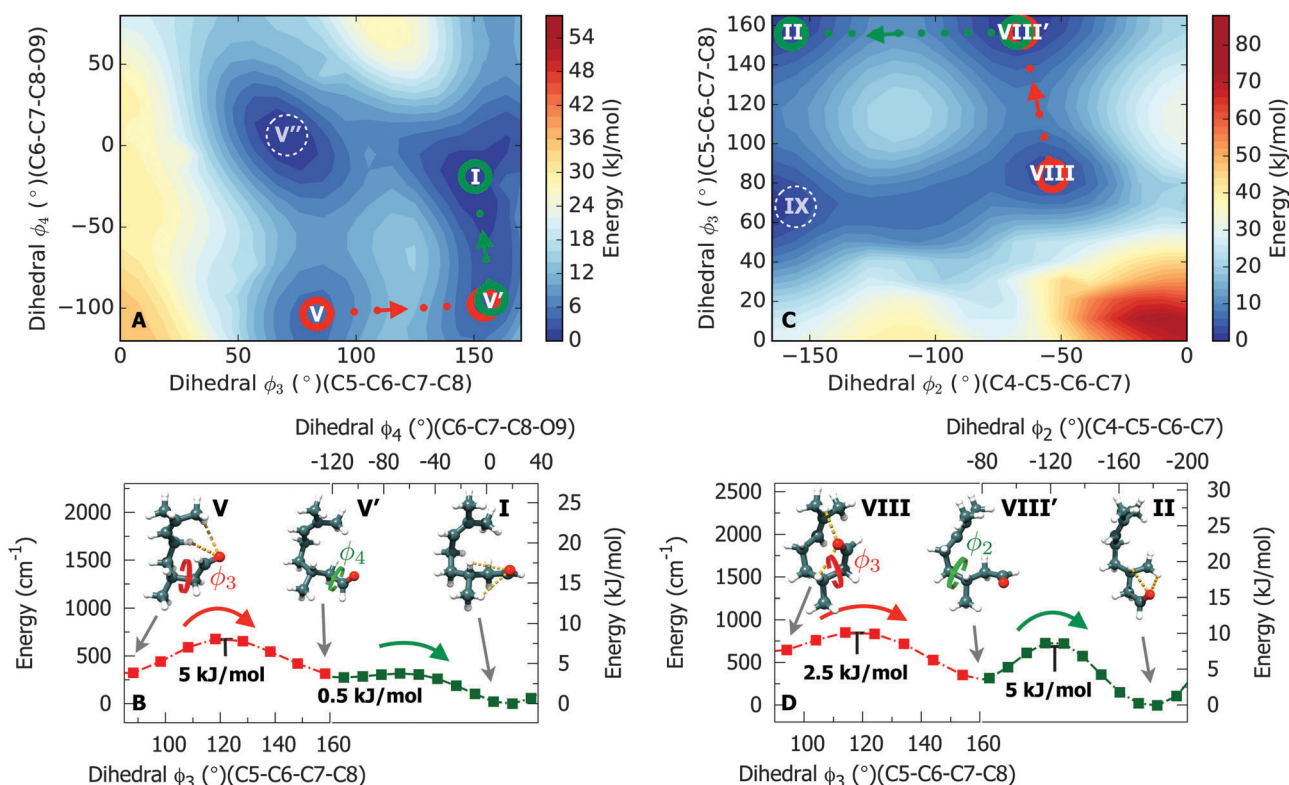 50
0
−50
−100
Dihedral ϕ4 (°)(C6-C7-C8-O9)
V″
I
V
V′
A
0
50
100
150
Dihedral ϕ3 (°)(C5-C6-C7-C8)
54
48
42
36
30
24
18
12
6
0
Energy (kJ/mol)
160
140
120
100
80
60
40
20
0
Dihedral ϕ3 (°)(C5-C6-C7-C8)
II
VIII′
VIII
IX
C
−150
−100
−50
0
Dihedral ϕ2 (°)(C4-C5-C6-C7)
80
70
60
50
40
30
20
10
0
Energy (kJ/mol)
Dihedral ϕ4 (°)(C6-C7-C8-O9)
-120
-80
-40
0
40
2000
1500
1000
500
0
Energy (cm-1)
V
V′
I
ϕ3
ϕ4
5 kJ/mol
0.5 kJ/mol
B
25
20
15
10
5
0
Energy (kJ/mol)
100
120
140
160
Dihedral ϕ3 (°)(C5-C6-C7-C8)
Dihedral ϕ2 (°)(C4-C5-C6-C7)
-80
-90
-120
-150
-170
-200
2500
2000
1500
1250
1000
750
500
250
0
Energy (cm-1)
VIII
VIII′
II
ϕ3
ϕ2
2.5 kJ/mol
5 kJ/mol
D
30
25
20
15
10
5
0
Energy (kJ/mol)
100
120
140
160
Dihedral ϕ3 (°)(C5-C6-C7-C8)